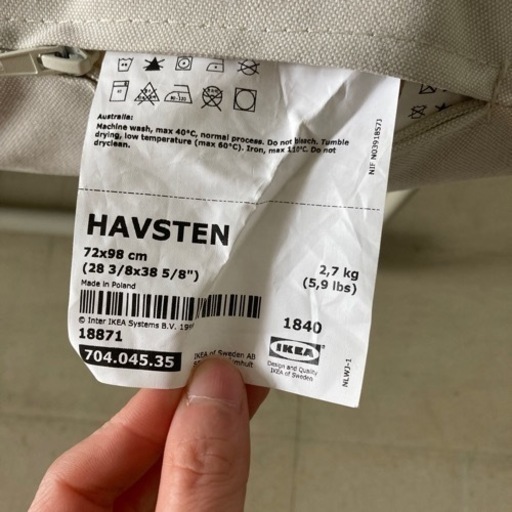 Australia:
Machine wash, max 40°C, normal process. Do not bleach. Tumble
drying, low temperature (max 60°C). Iron, max 110°C. Do not
dryclean.
NIF N03918573
HAVSTEN
72x98 cm
(28 3/8x38 5/8")
Made in Poland
2,7 kg
(5,9 lbs)
© Inter IKEA Systems B.V.
18871
1840
704.045.35
IKEA of Sweden AB
IKEA
Design and Quality
IKEA of Sweden
NLW3-1